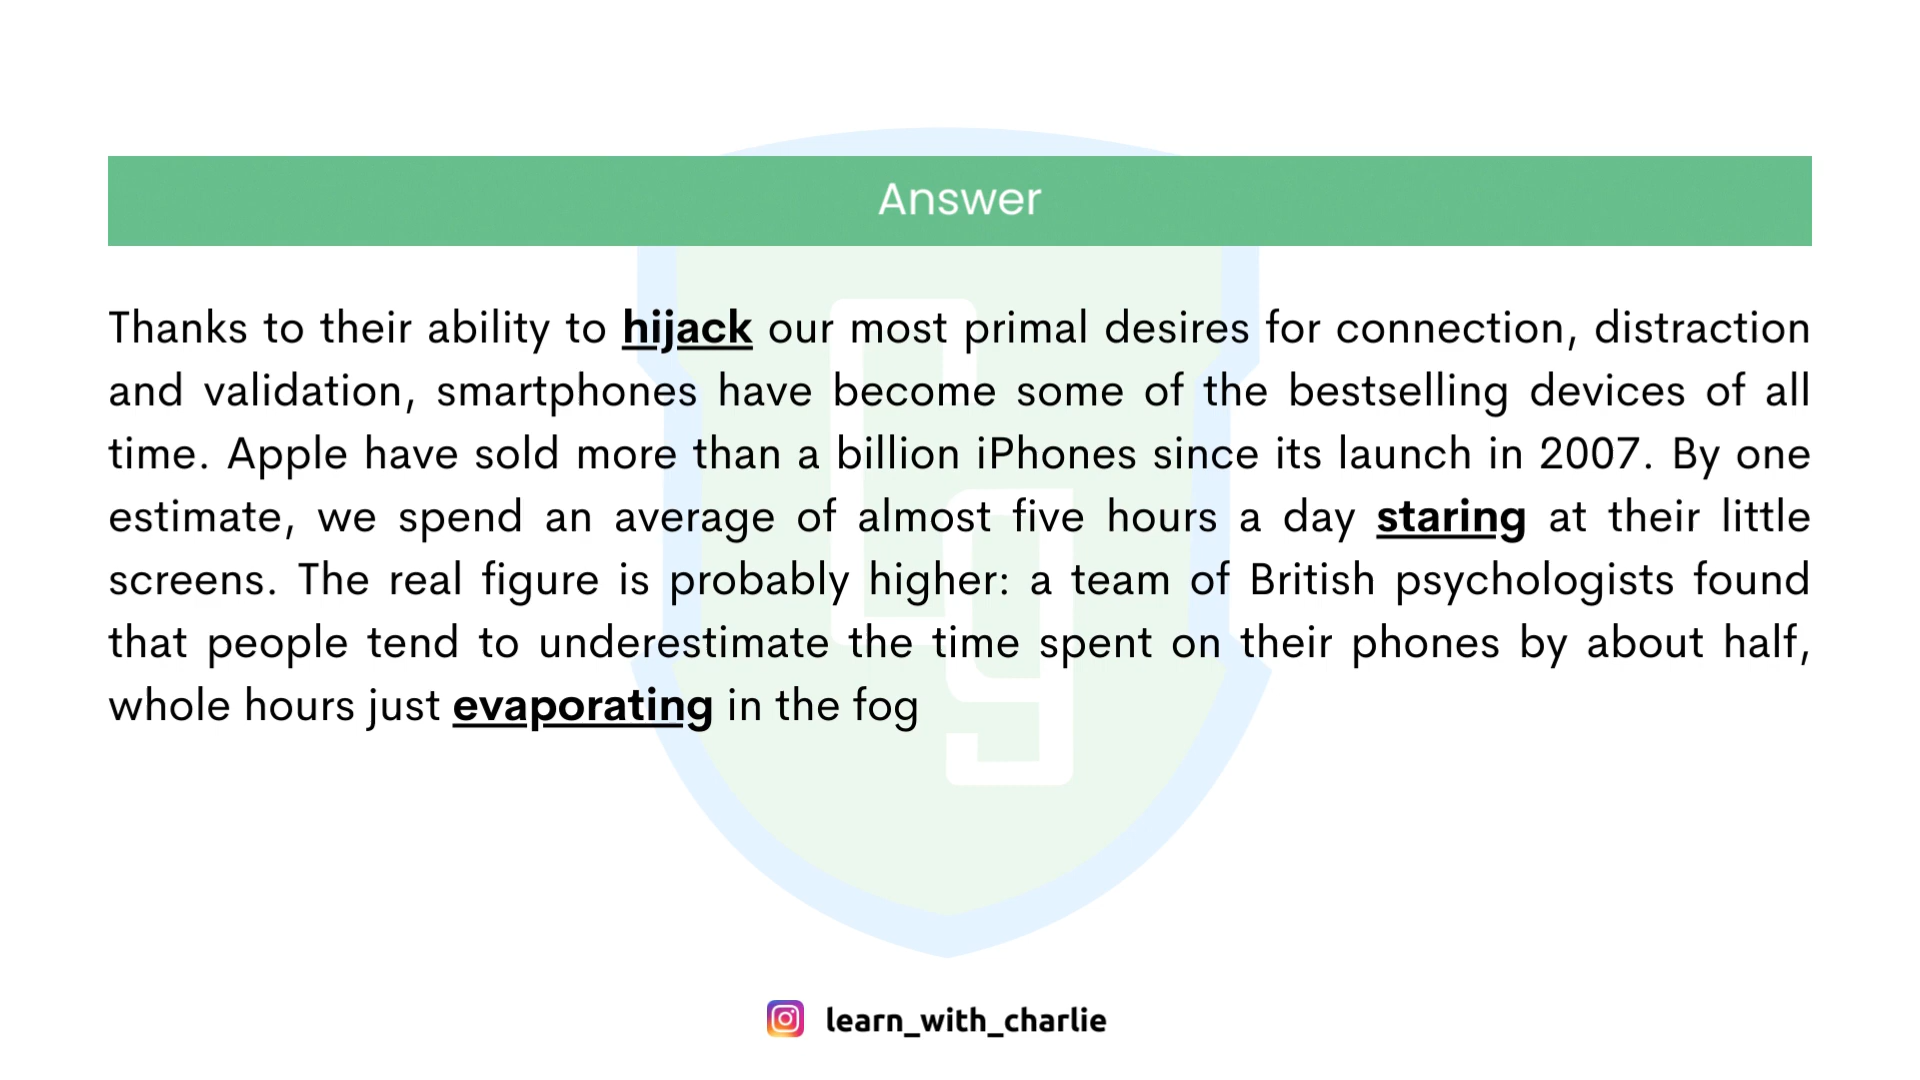 Answer
Thanks to their ability to hijack our most primal desires for connection, distraction
and validation, smartphones have become some of the bestselling devices of all
time. Apple have sold more than a billion iPhones since its launch in 2007. By one
estimate, we spend an average of almost five hours a day staring at their little
screens. The real figure is probably higher: a team of British psychologists found
that people tend to underestimate the time spent on their phones by about half,
whole hours just evaporating in the fog
learn_with_charlie